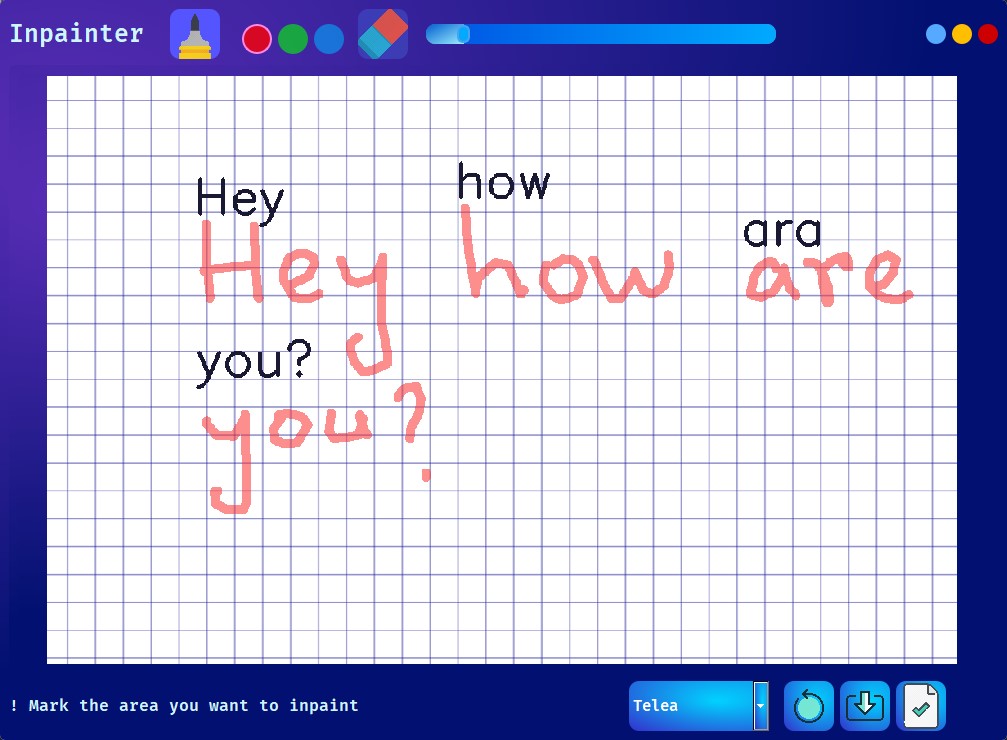 Inpainter
Hey how ara
Hey how are
you?
you?
! Mark the area you want to inpaint
Telea